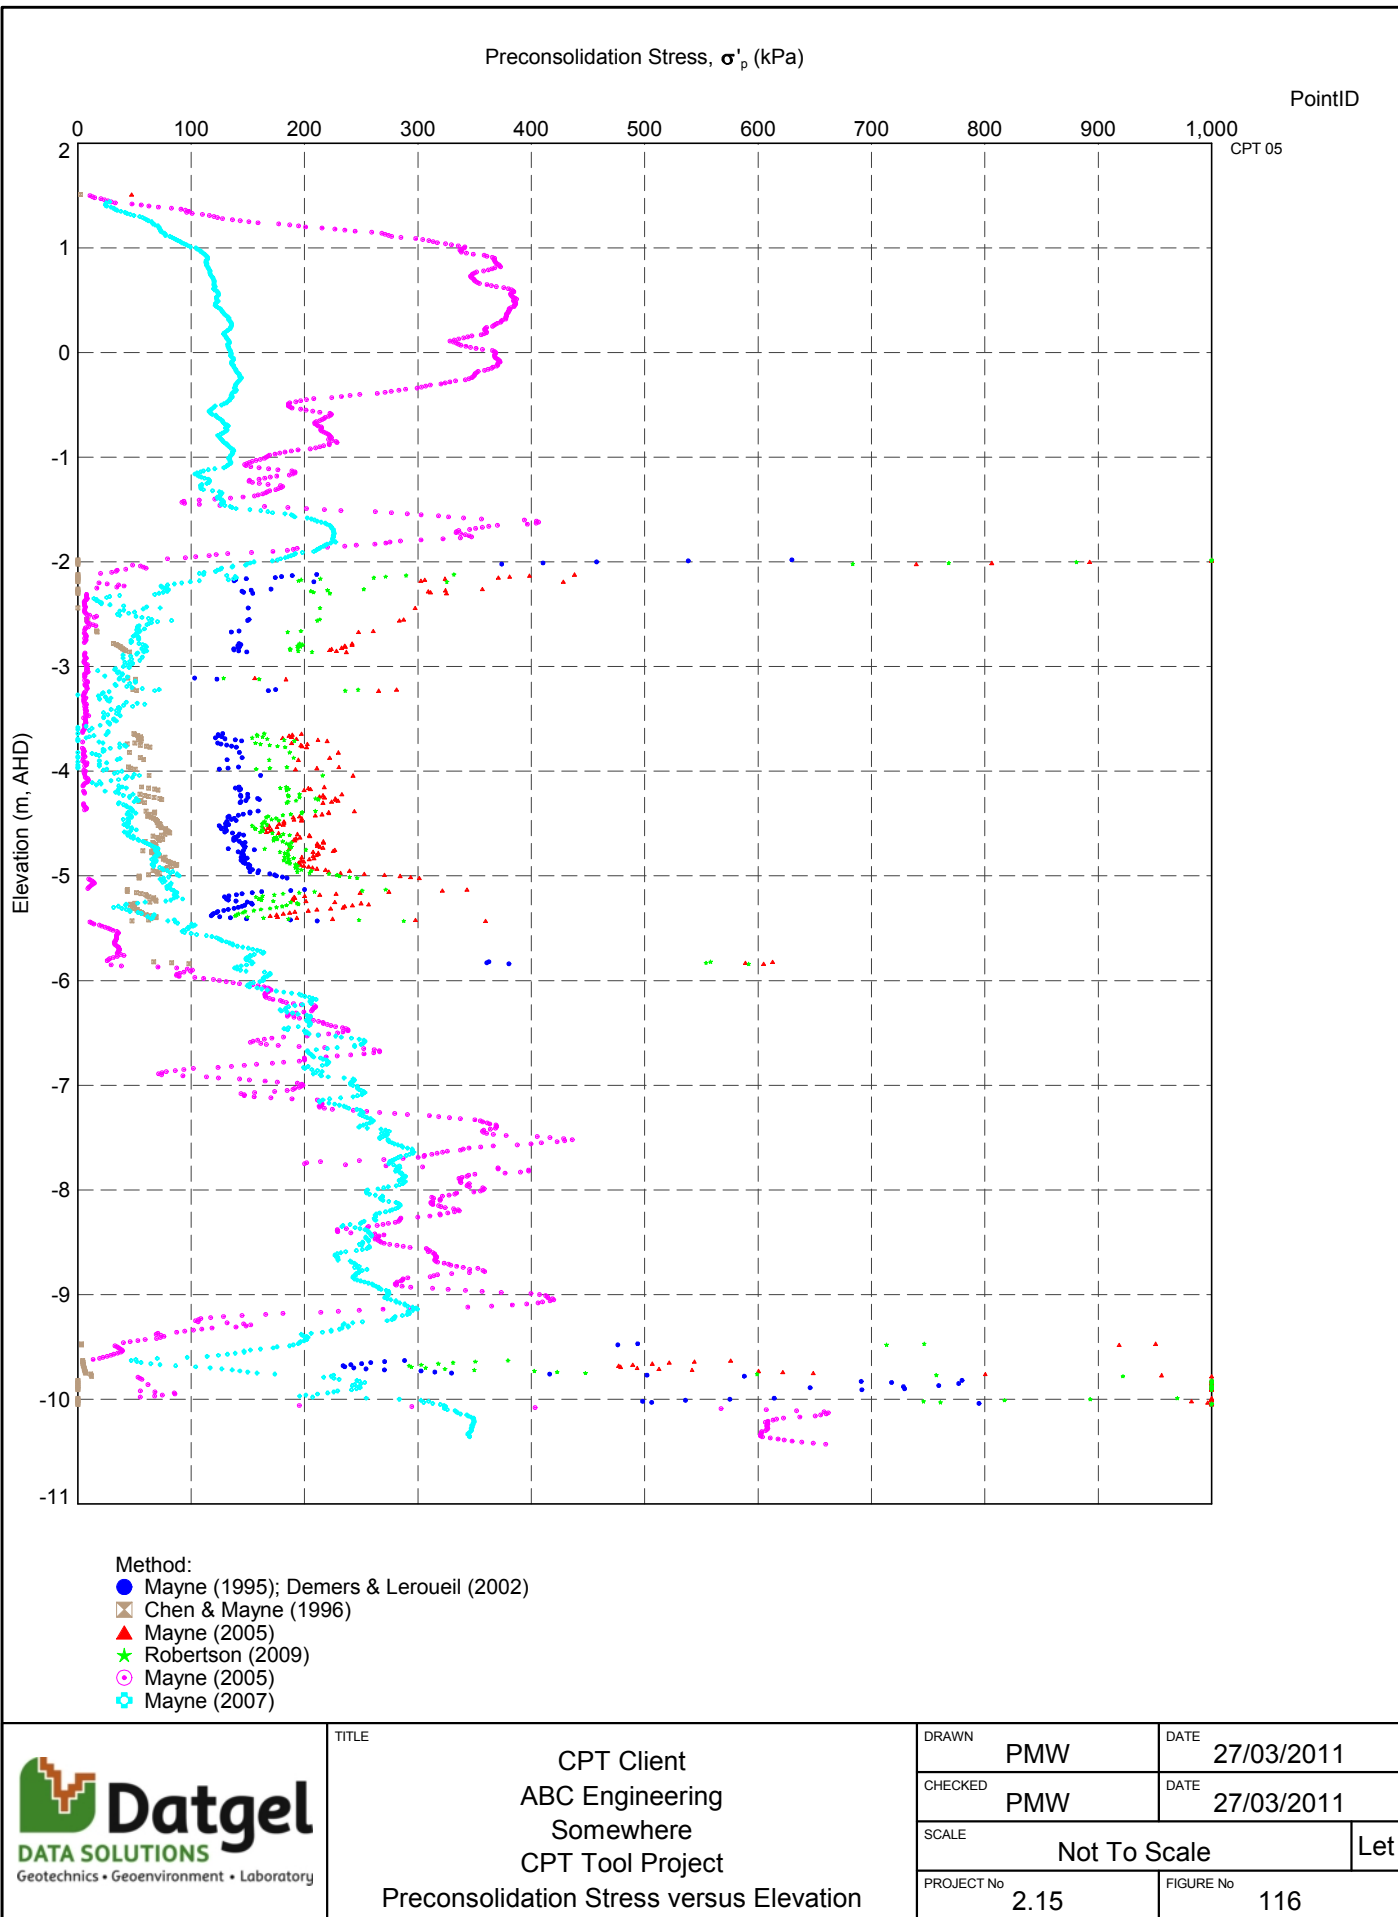 Preconsolidation Stress, σ'p (kPa)
PointID
0 100 200 300 400 500 600 700 800 900 1,000
CPT 05
2
1
0
-1
-2
-3
-4
-5
-6
-7
-8
-9
-10
-11
Elevation (m, AHD)
Method:
Mayne (1995); Demers & Leroueil (2002)
Chen & Mayne (1996)
Mayne (2005)
Robertson (2009)
Mayne (2005)
Mayne (2007)
Datgel
DATA SOLUTIONS
Geotechnics • Geoenvironment • Laboratory
TITLE
CPT Client
ABC Engineering
Somewhere
CPT Tool Project
Preconsolidation Stress versus Elevation
DRAWN PMW
DATE 27/03/2011
CHECKED PMW
DATE 27/03/2011
SCALE Not To Scale
Let
PROJECT No 2.15
FIGURE No 116